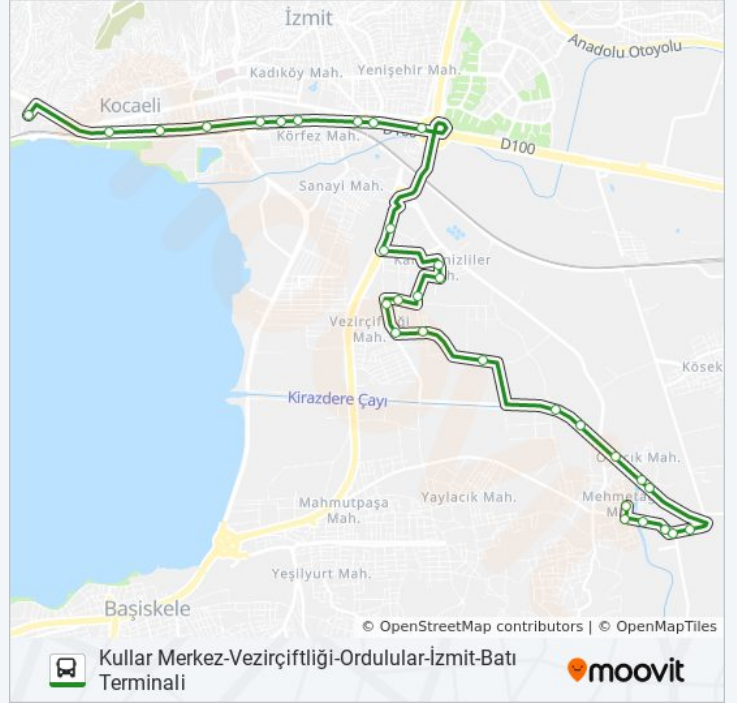 İzmit
Anadolu Otoyolu
Kadıköy Mah.
Yenişehir Mah.
Kocaeli
D100
Körfez Mah.
D100
Sanayi Mah.
Vezirçiftliği
Mah.
Kösek
Kirazdere Çayı
Mah.
Yaylacık Mah.
Mahmutpaşa
Mah.
Yeşilyurt Mah.
Başiskele
© OpenStreetMap contributors | © OpenMapTiles
Kullar Merkez-Vezirçiftliği-Ordulular-İzmit-Batı
Terminali
moovit